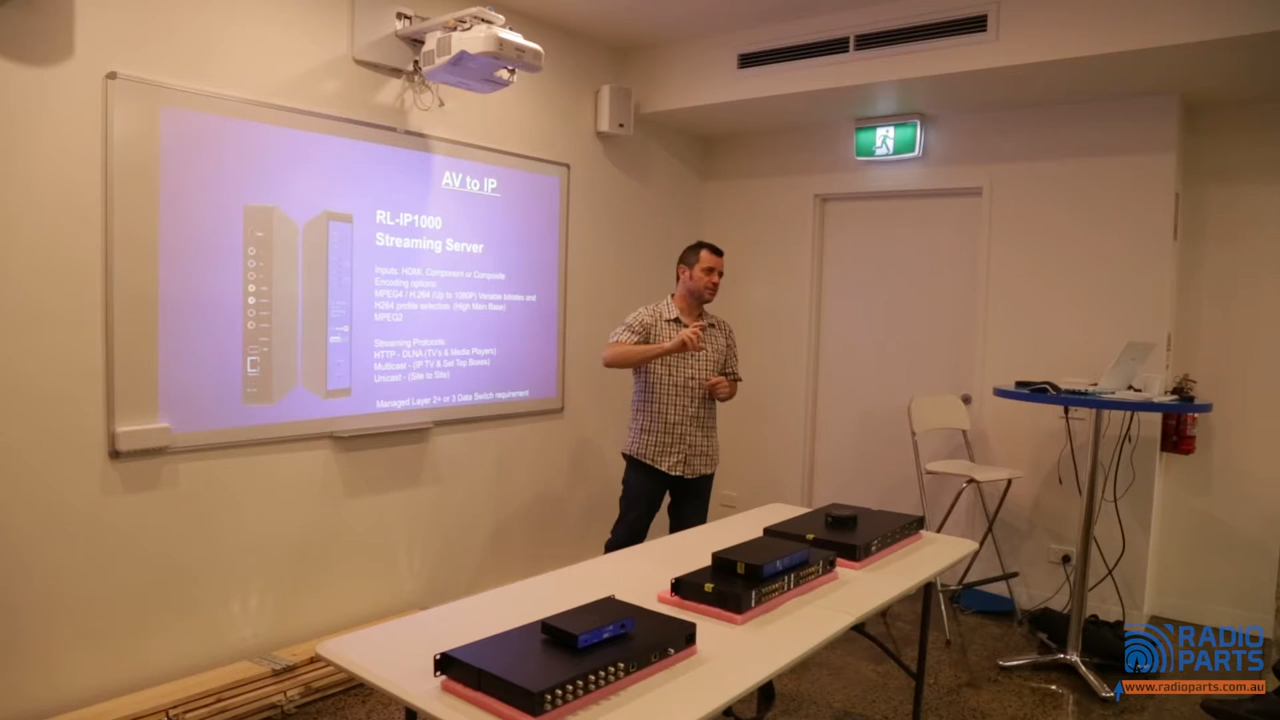 AV to IP
RL-IP1000
Streaming Server
Inputs: HDMI, Component or Composite
Encoding options:
MPEG4 / H.264 (Up to 1080P) Variable bitrates and
H264 profile selection. (High Main Base)
MPEG2
Streaming Protocols:
HTTP - DLNA (TV's & Media Players)
Multicast - (IP TV & Set Top Boxes)
Unicast - (Site to Site)
Managed Layer 2+ or 3 Data Switch requirement
RADIO
PARTS
www.radioparts.com.au